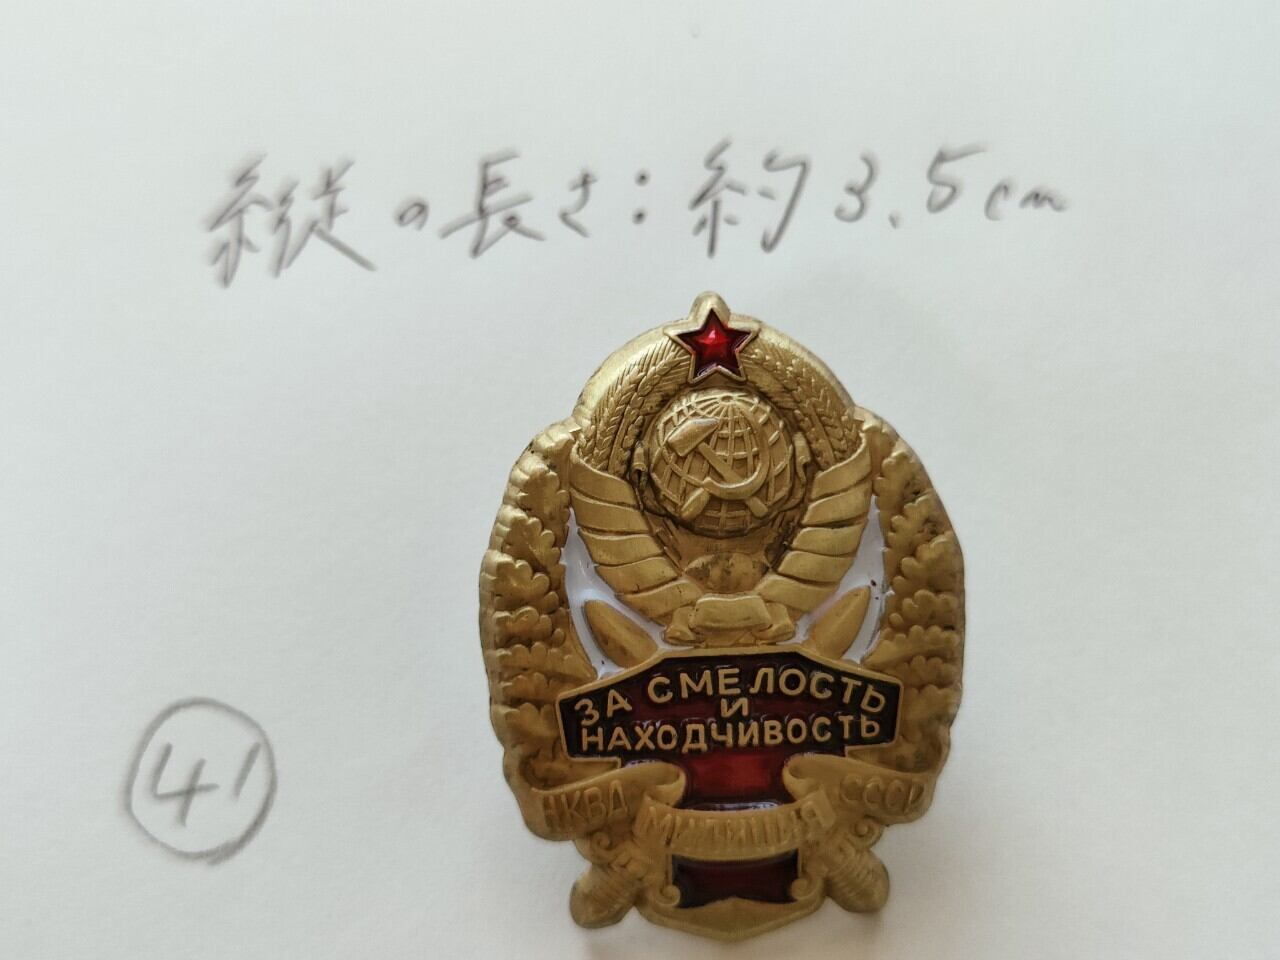 縦の長さ:約3.5cm
ЗА СМЕЛОСТЬ
И
НАХОДЧИВОСТЬ
НКВД МИЛИЦИЯ СССР
41